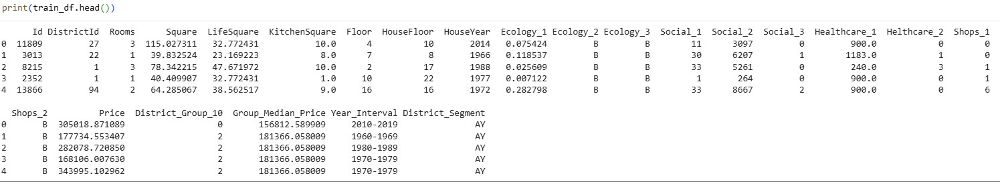 print(train_df.head())
Id DistrictId Rooms Square LifeSquare KitchenSquare Floor HouseFloor HouseYear Ecology_1 Ecology_2 Ecology_3 Social_1 Social_2 Social_3 Healthcare_1 Helthcare_2 Shops_1
0 11809 27 3 115.027311 32.772431 10.0 4 10 2014 0.075424 B B 11 3097 0 900.0 0 0
1 3013 22 1 39.832524 23.169223 8.0 7 8 1966 0.118537 B B 30 6207 1 1183.0 1 0
2 8215 1 3 78.342215 47.671972 10.0 2 17 1988 0.025609 B B 33 5261 0 240.0 3 1
3 2352 1 1 40.409907 32.772431 1.0 10 22 1977 0.007122 B B 1 264 0 900.0 0 1
4 13866 94 2 64.285067 38.562517 9.0 16 16 1972 0.282798 B B 33 8667 2 900.0 0 6
Shops_2 Price District_Group_10 Group_Median_Price Year_Interval District_Segment
0 B 305018.871089 0 156812.589909 2010-2019 AY
1 B 177734.553407 2 181366.058009 1960-1969 AY
2 B 282078.720850 2 181366.058009 1980-1989 AY
3 B 168106.007630 2 181366.058009 1970-1979 AY
4 B 343995.102962 2 181366.058009 1970-1979 AY